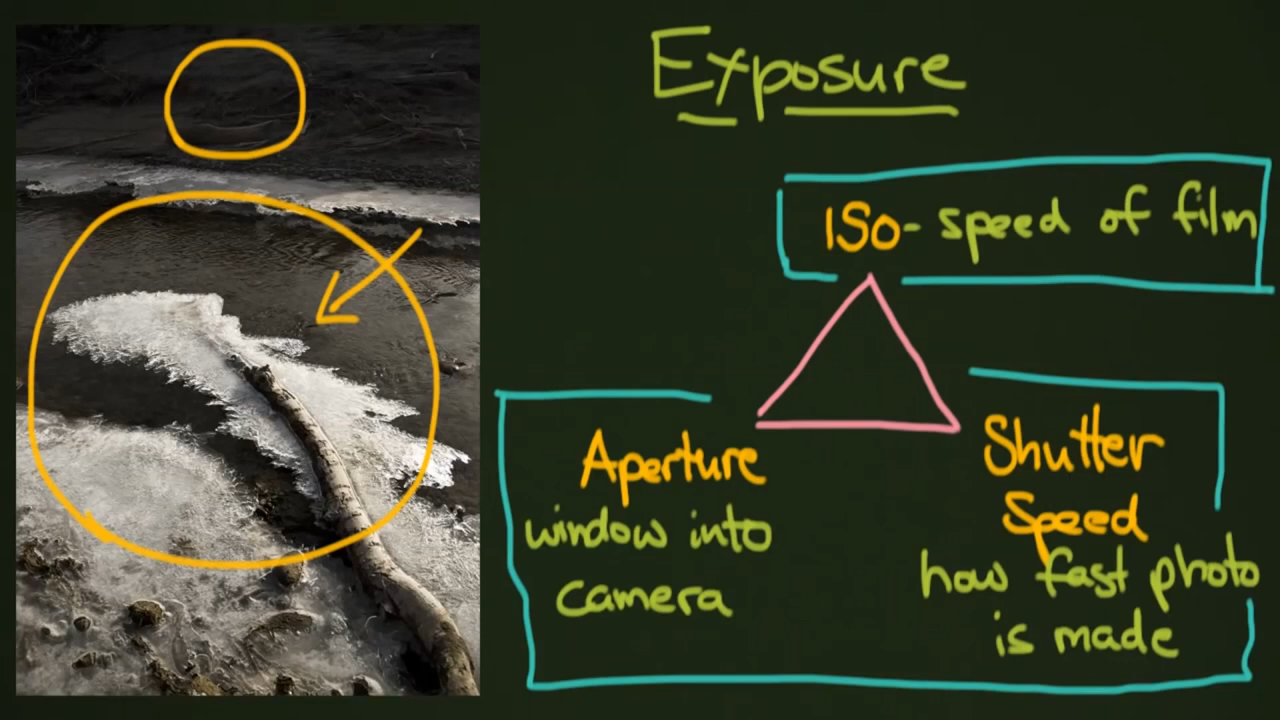 Exposure
ISO - speed of film
Aperture
window into
camera
Shutter
Speed
how fast photo
is made